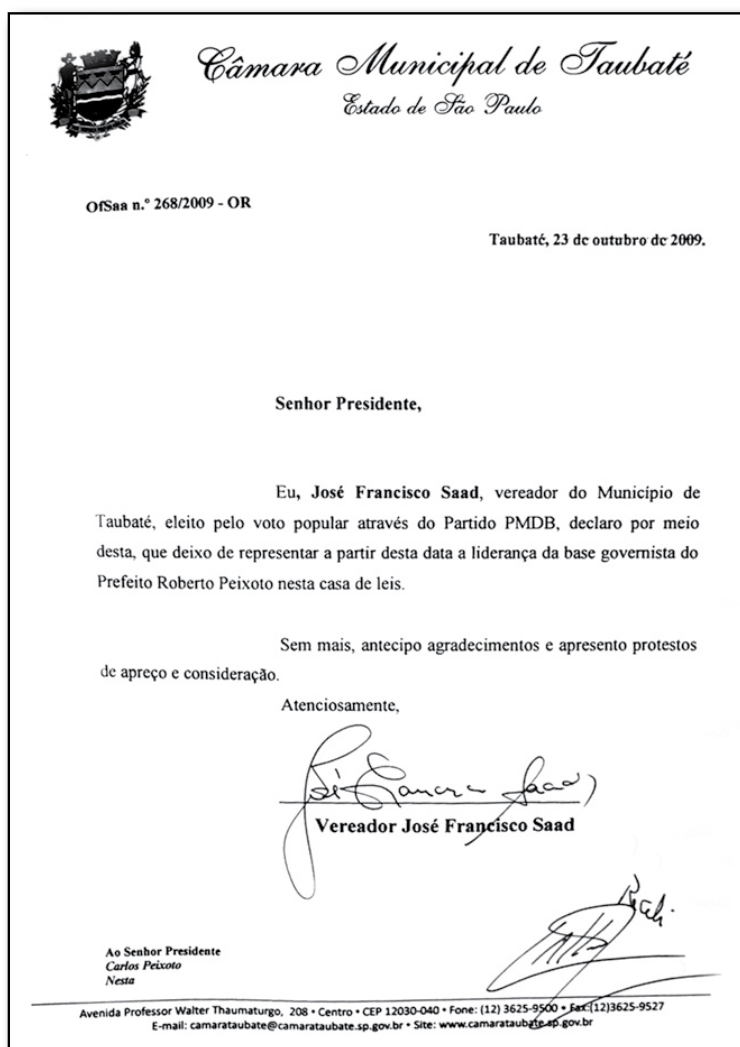 Câmara Municipal de Taubaté
Estado de São Paulo
OfSaa n.º 268/2009 - OR
Taubaté, 23 de outubro de 2009.
Senhor Presidente,
Eu, José Francisco Saad, vereador do Município de
Taubaté, eleito pelo voto popular através do Partido PMDB, declaro por meio
desta, que deixo de representar a partir desta data a liderança da base governista do
Prefeito Roberto Peixoto nesta casa de leis.
Sem mais, antecipo agradecimentos e apresento protestos
de apreço e consideração.
Atenciosamente,
José Francisco Saad
Vereador José Francisco Saad
Ao Senhor Presidente
Carlos Peixoto
Nesta
Avenida Professor Walter Thaumaturgo, 208 • Centro • CEP 12030-040 • Fone: (12) 3625-9500 • Fax:(12)3625-9527
E-mail: camarataubate@camarataubate.sp.gov.br • Site: www.camarataubate.sp.gov.br